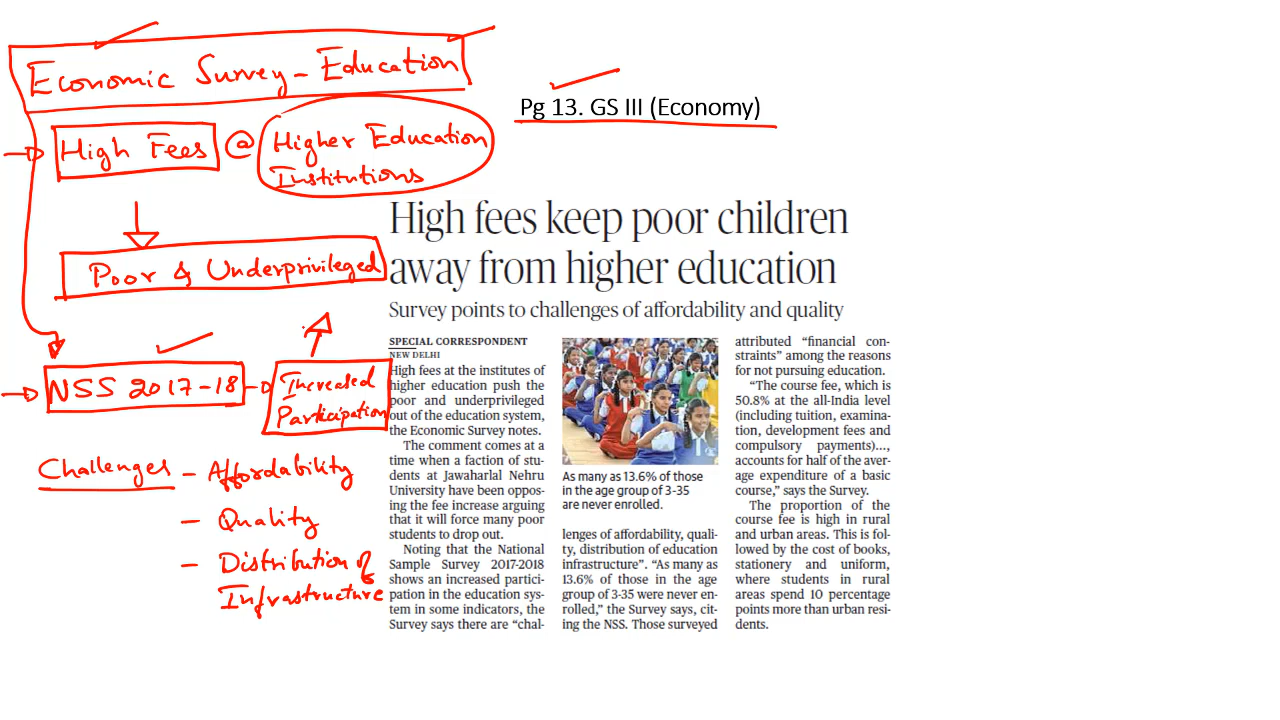 Economic Survey - Education
High Fees @ Higher Education
Institutions
Poor & Underprivileged
NSS 2017-18
Increased
Participation
Challenges - Affordability
- Quality
- Distribution of
Infrastructure
Pg 13. GS III (Economy)
High fees keep poor children
away from higher education
Survey points to challenges of affordability and quality
SPECIAL CORRESPONDENT
NEW DELHI
High fees at the institutes of
higher education push the
poor and underprivileged
out of the education system,
the Economic Survey notes.
The comment comes at a
time when a faction of stu-
dents at Jawaharlal Nehru
University have been oppos-
ing the fee increase arguing
that it will force many poor
students to drop out.
Noting that the National
Sample Survey 2017-2018
shows an increased partici-
pation in the education sys-
tem in some indicators, the
Survey says there are “chal-
As many as 13.6% of those
in the age group of 3-35
are never enrolled.
lenges of affordability, quali-
ty, distribution of education
infrastructure”. “As many as
13.6% of those in the age
group of 3-35 were never en-
rolled,” the Survey says, cit-
ing the NSS. Those surveyed
attributed “financial con-
straints” among the reasons
for not pursuing education.
“The course fee, which is
50.8% at the all-India level
(including tuition, examina-
tion, development fees and
compulsory payments)...,
accounts for half of the aver-
age expenditure of a basic
course,” says the Survey.
The proportion of the
course fee is high in rural
and urban areas. This is fol-
lowed by the cost of books,
stationery and uniform,
where students in rural
areas spend 10 percentage
points more than urban resi-
dents.